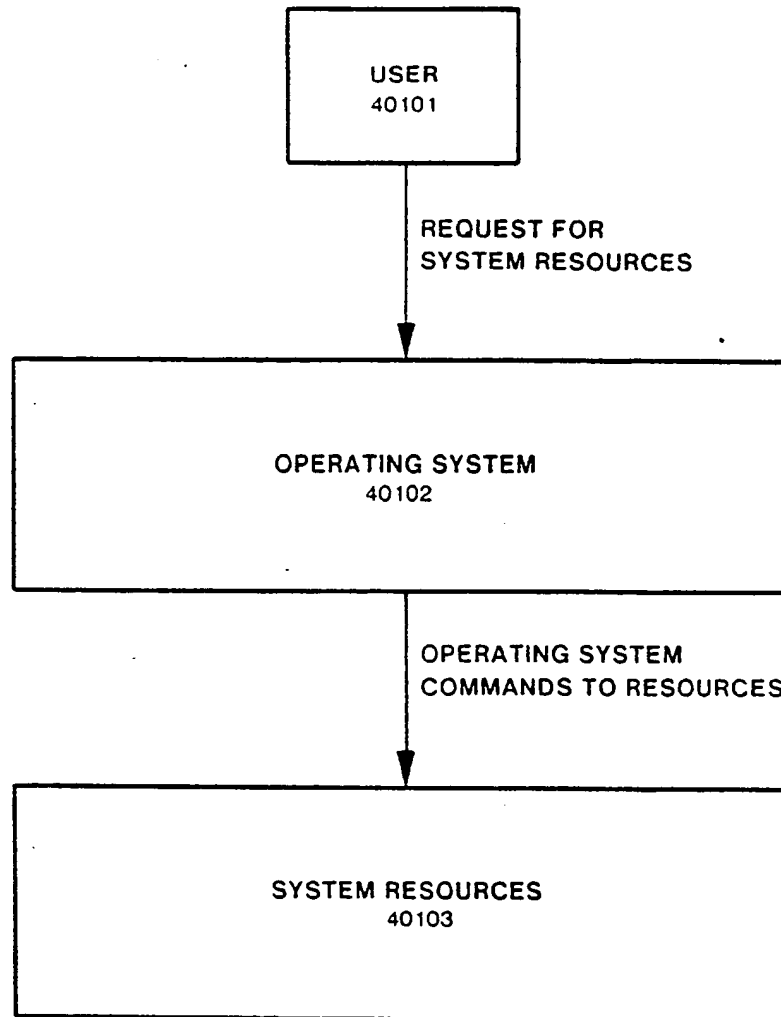 USER
40101
REQUEST FOR
SYSTEM RESOURCES
OPERATING SYSTEM
40102
OPERATING SYSTEM
COMMANDS TO RESOURCES
SYSTEM RESOURCES
40103